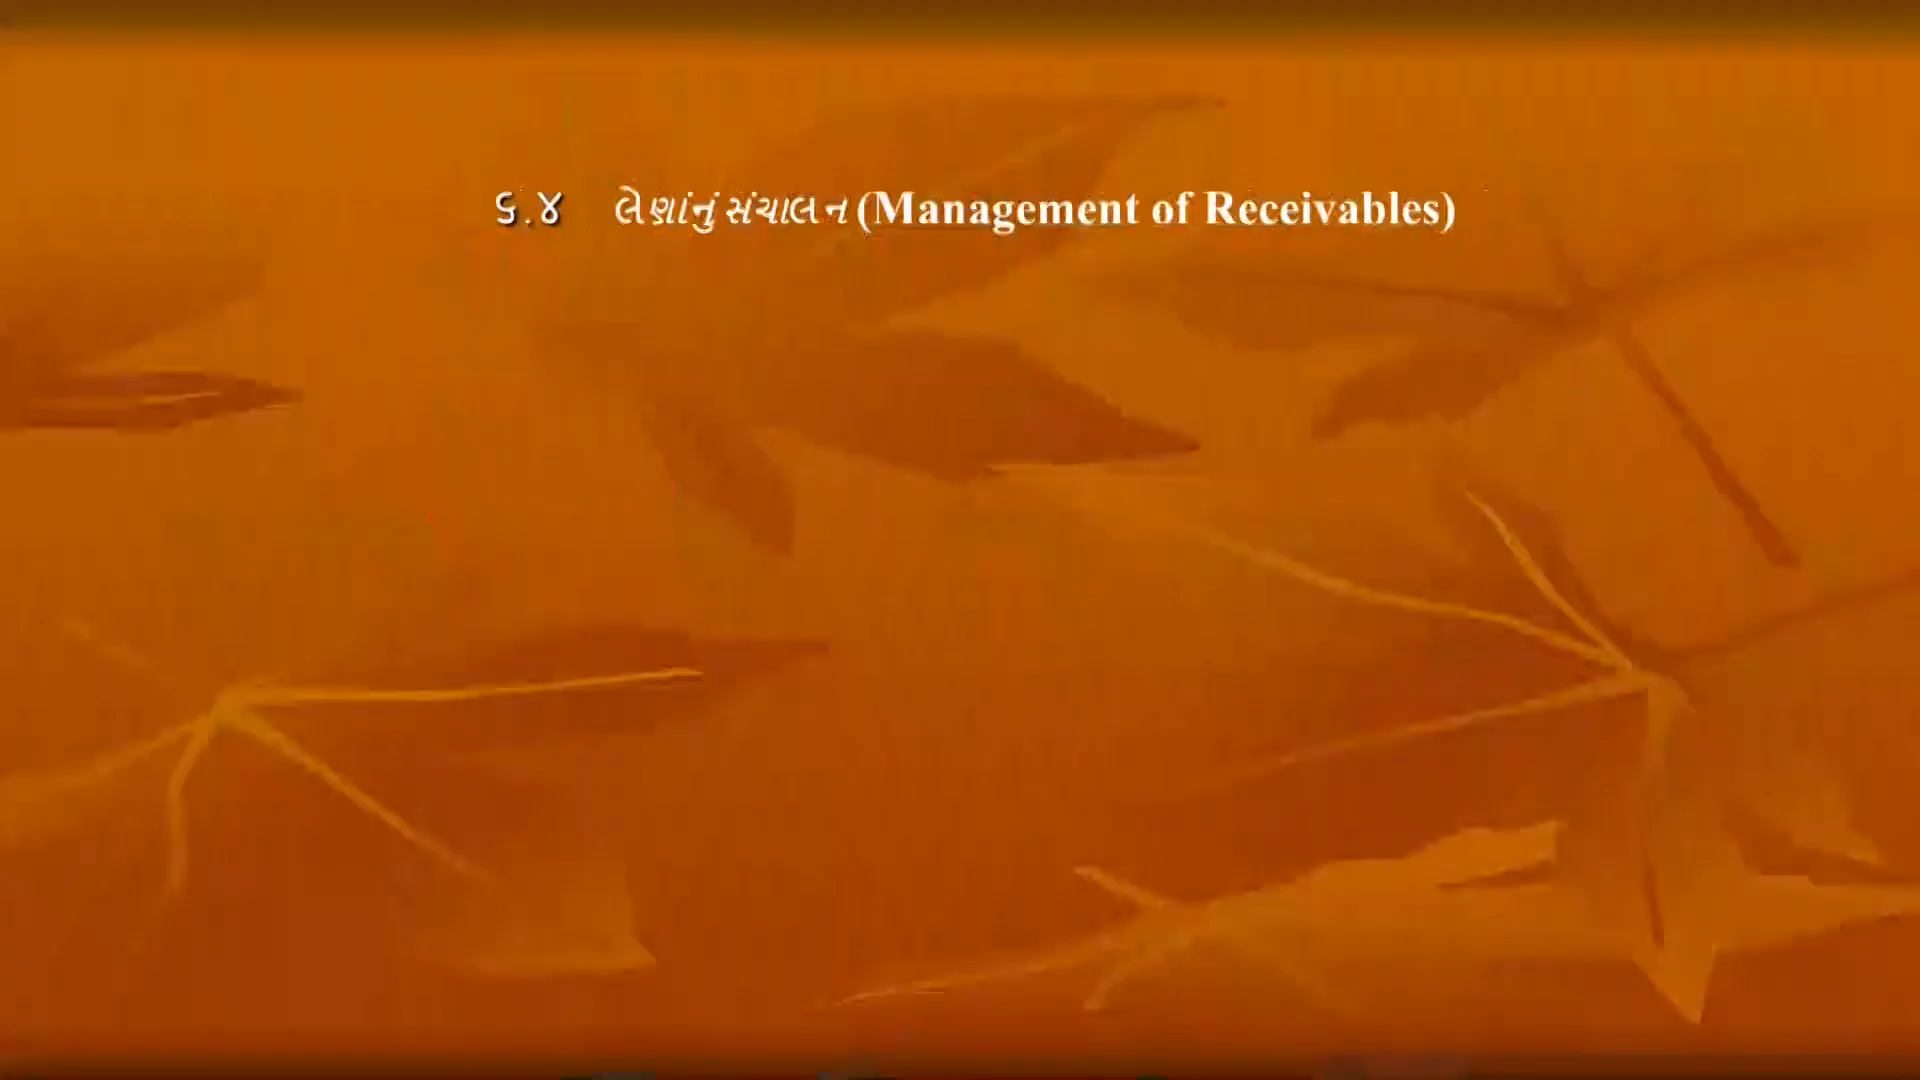 ૬.૪ લેણાંનું સંચાલન (Management of Receivables)